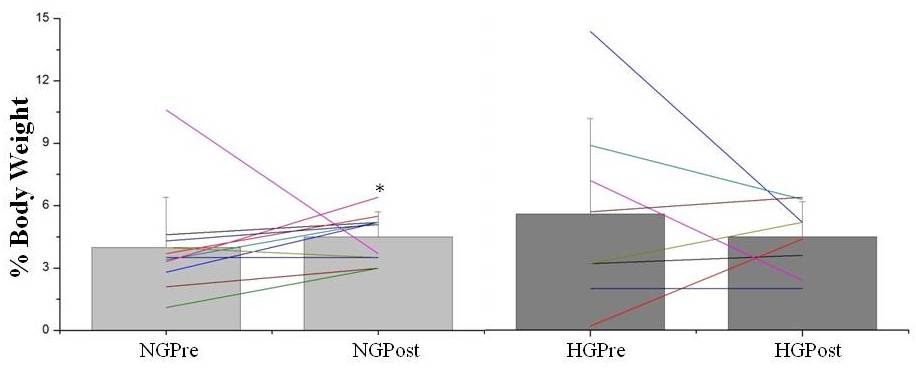 15
12
9
6
3
0
% Body Weight
*
NGPre
NGPost
HGPre
HGPost